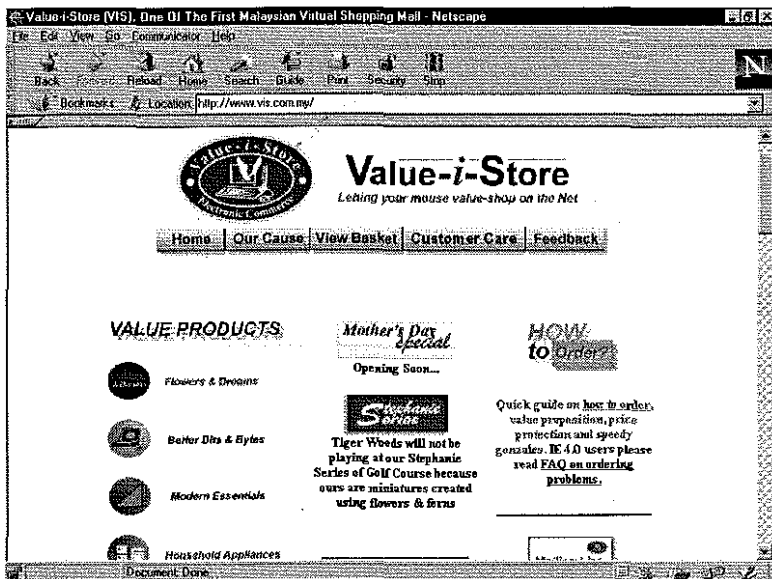 Value-i-Store (VIS), One Of The First Malaysian Virtual Shopping Mall - Netscape
File Edit View Go Communicator Help
Back Forward Reload Home Search Guide Print Security Stop
N
Bookmarks Location: http://www.vis.com.my/
Value-i-Store
Electronic Commerce
Value-i-Store
Letting your mouse value-shop on the Net
Home Our Cause View Basket Customer Care Feedback
VALUE PRODUCTS
Flowers & Dreams
Better Bits & Bytes
Modern Essentials
Household Appliances
Mother's Day
special
Opening Soon...
Stephanie
Series
Tiger Woods will not be
playing at our Stephanie
Series of Golf Course because
ours are miniatures created
using flowers & ferns
HOW
to Order?
Quick guide on how to order,
value proposition, price
protection and speedy
gonzales. IE 4.0 users please
read FAQ on ordering
problems.
Document: Done